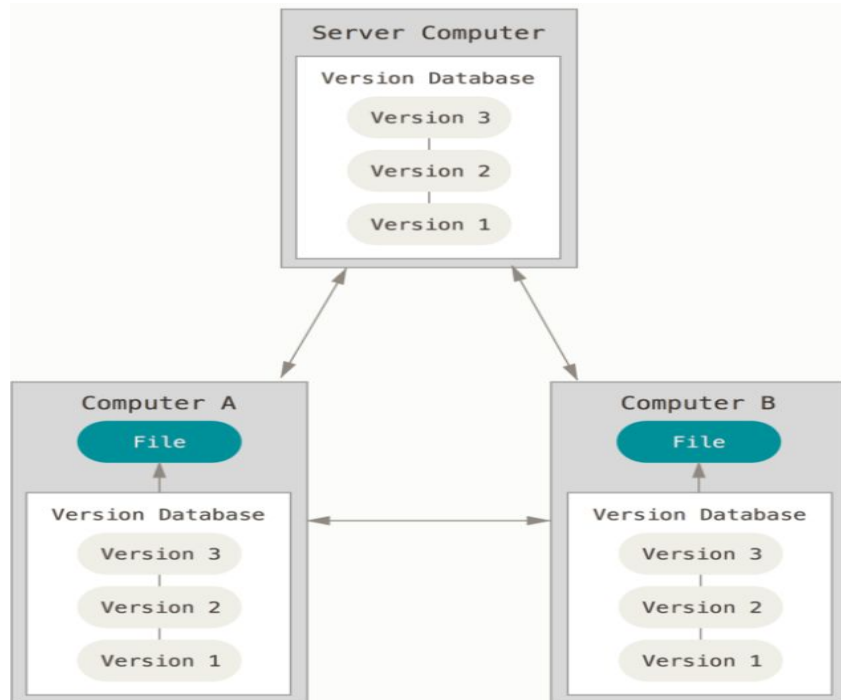 Server Computer
Version Database
Version 3
Version 2
Version 1
Computer A
File
Version Database
Version 3
Version 2
Version 1
Computer B
File
Version Database
Version 3
Version 2
Version 1